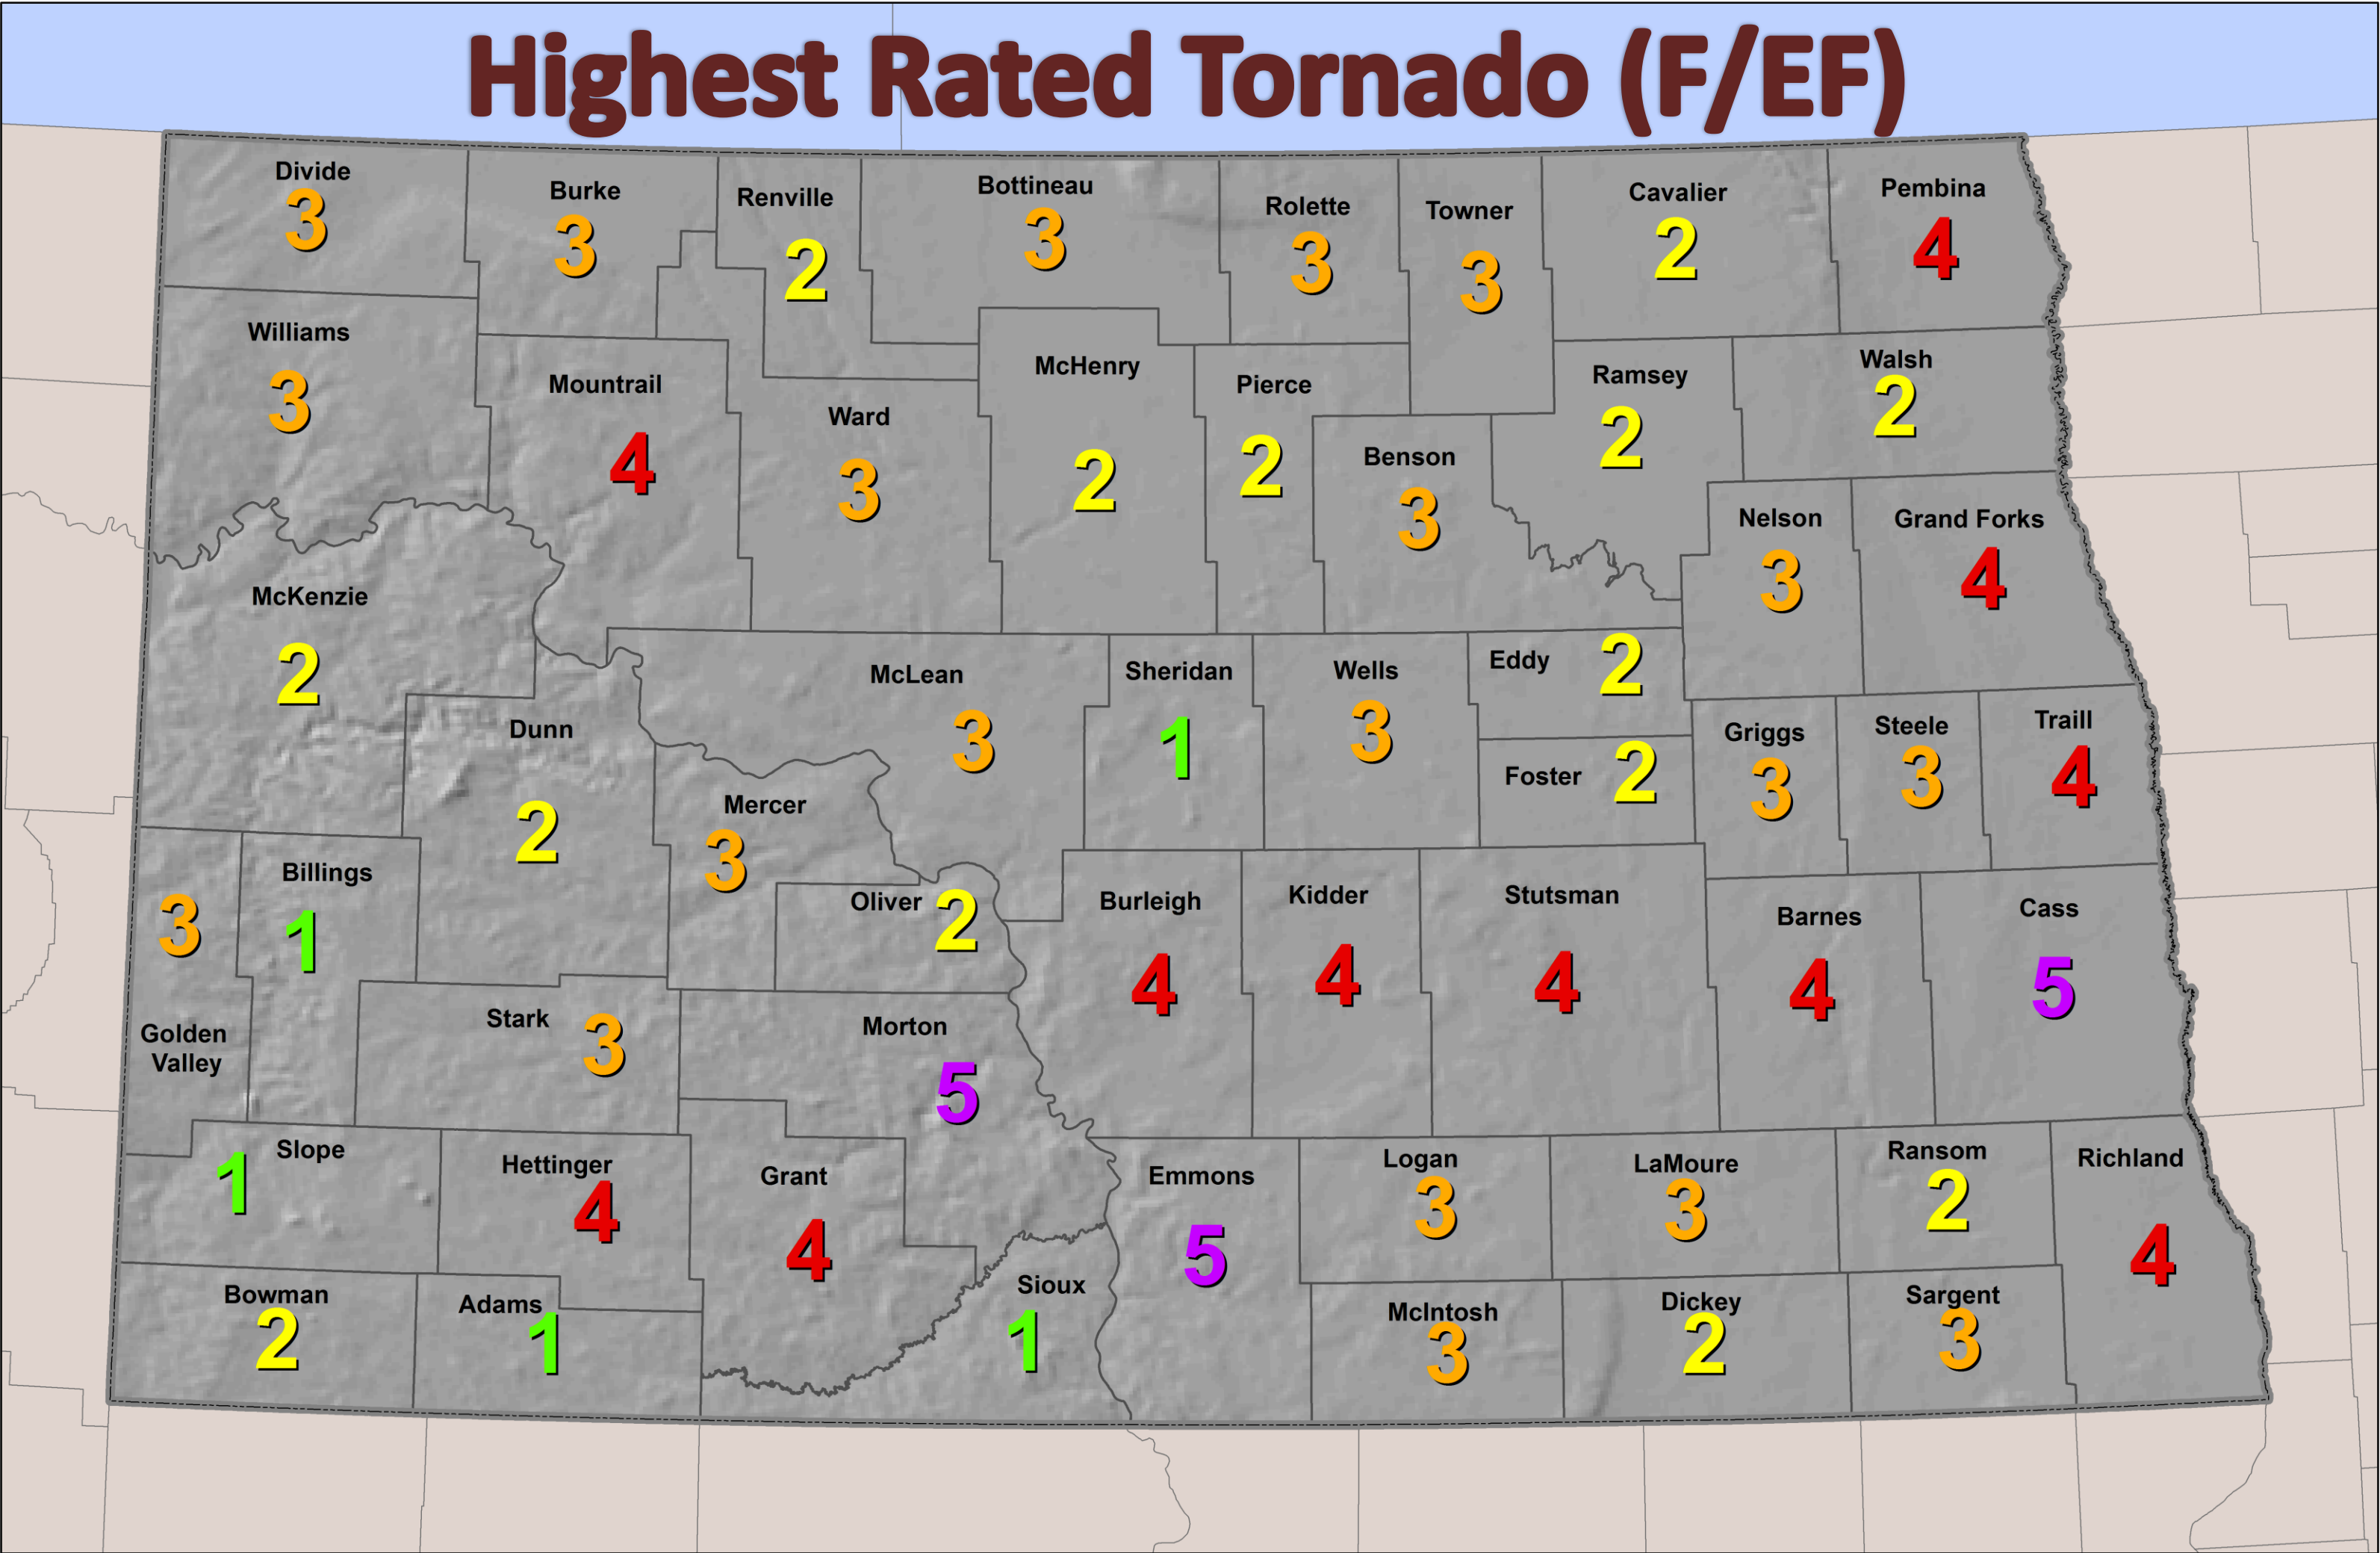 Highest Rated Tornado (F/EF)
Divide
3
Burke
3
Renville
2
Bottineau
3
Rolette
3
Towner
3
Cavalier
2
Pembina
4
Williams
3
Mountrail
4
Ward
3
McHenry
2
Pierce
2
Benson
3
Ramsey
2
Walsh
2
Nelson
3
Grand Forks
4
McKenzie
2
Dunn
2
McLean
3
Sheridan
1
Wells
3
Eddy 2
Foster 2
Griggs
3
Steele
3
Traill
4
Mercer
3
Oliver 2
3
Golden
Valley
Billings
1
Stark 3
Morton
5
Burleigh
4
Kidder
4
Stutsman
4
Barnes
4
Cass
5
Slope
1
Hettinger
4
Grant
4
Sioux
1
Emmons
5
Logan
3
LaMoure
3
Ransom
2
Richland
4
Bowman
2
Adams
1
McIntosh
3
Dickey
2
Sargent
3